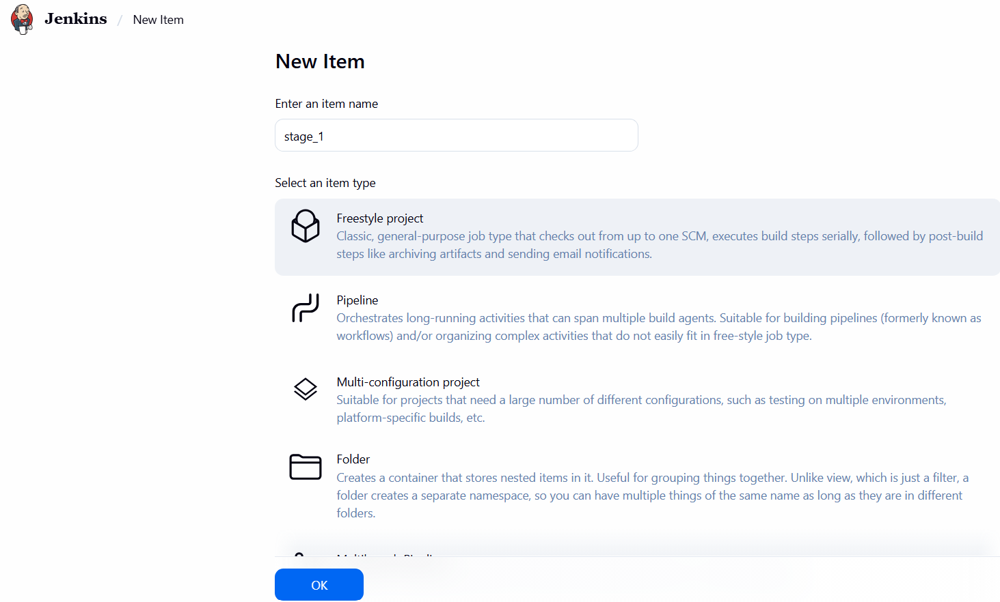 Jenkins / New Item
New Item
Enter an item name
stage_1
Select an item type
Freestyle project
Classic, general-purpose job type that checks out from up to one SCM, executes build steps serially, followed by post-build
steps like archiving artifacts and sending email notifications.
Pipeline
Orchestrates long-running activities that can span multiple build agents. Suitable for building pipelines (formerly known as
workflows) and/or organizing complex activities that do not easily fit in free-style job type.
Multi-configuration project
Suitable for projects that need a large number of different configurations, such as testing on multiple environments,
platform-specific builds, etc.
Folder
Creates a container that stores nested items in it. Useful for grouping things together. Unlike view, which is just a filter, a
folder creates a separate namespace, so you can have multiple things of the same name as long as they are in different
folders.
OK